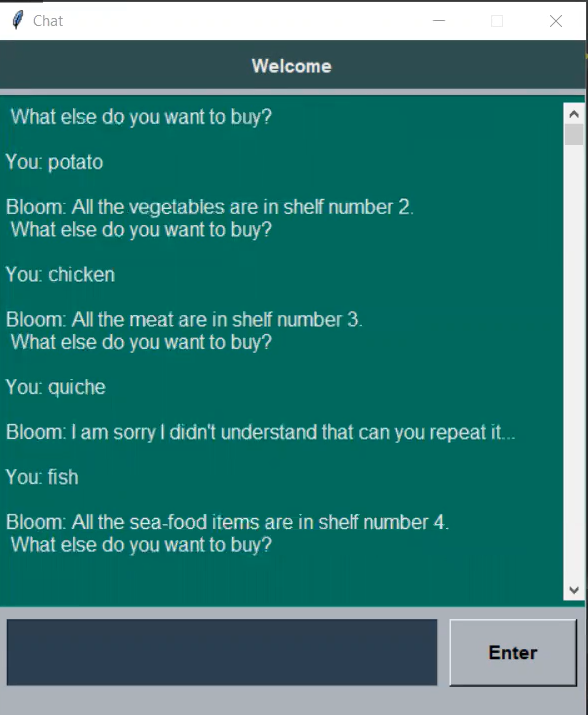 Chat
Welcome
What else do you want to buy?
You: potato
Bloom: All the vegetables are in shelf number 2.
What else do you want to buy?
You: chicken
Bloom: All the meat are in shelf number 3.
What else do you want to buy?
You: quiche
Bloom: I am sorry I didn't understand that can you repeat it...
You: fish
Bloom: All the sea-food items are in shelf number 4.
What else do you want to buy?
Enter